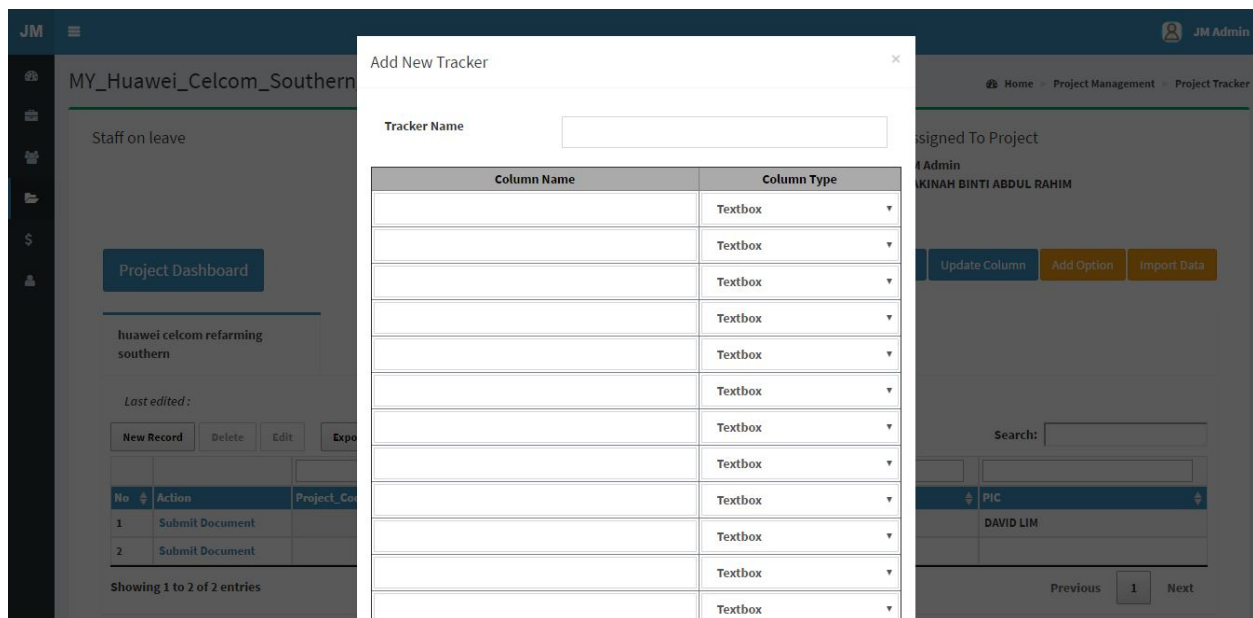 JM
JM Admin
Add New Tracker
×
MY_Huawei_Celcom_Southern
Home > Project Management > Project Tracker
Staff on leave
Tracker Name
ssigned To Project
Admin
AKINAH BINTI ABDUL RAHIM
Column Name Column Type
Textbox
Textbox
Textbox
Textbox
Textbox
Textbox
Textbox
Textbox
Textbox
Textbox
Textbox
Textbox
Project Dashboard
Update Column Add Option Import Data
huawei celcom refarming
southern
Last edited :
New Record Delete Edit Expo
Search:
No Action Project_Co PIC
1 Submit Document DAVID LIM
2 Submit Document
Showing 1 to 2 of 2 entries
Previous 1 Next